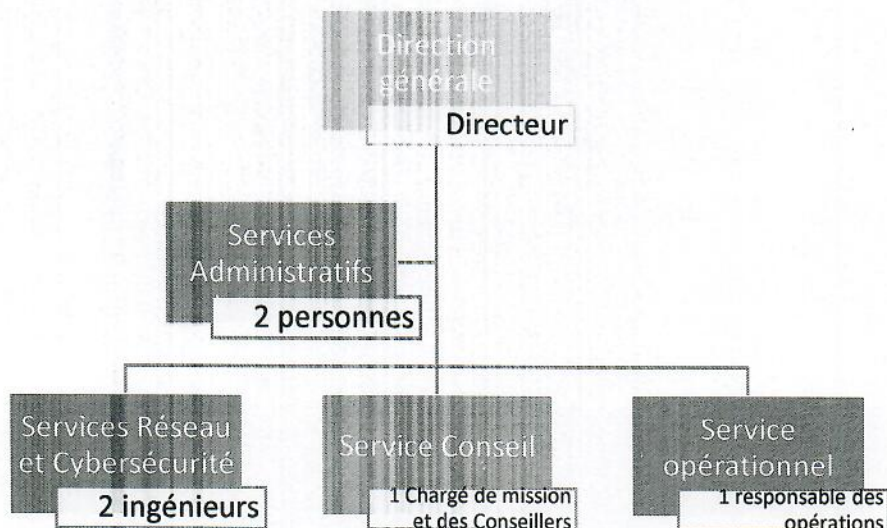 Direction
générale
Directeur
Services
Administratifs
2 personnes
Services Réseau
et Cybersécurité
2 ingénieurs
Service Conseil
1 Chargé de mission
et des Conseillers
Service
opérationnel
1 responsable des
opérations